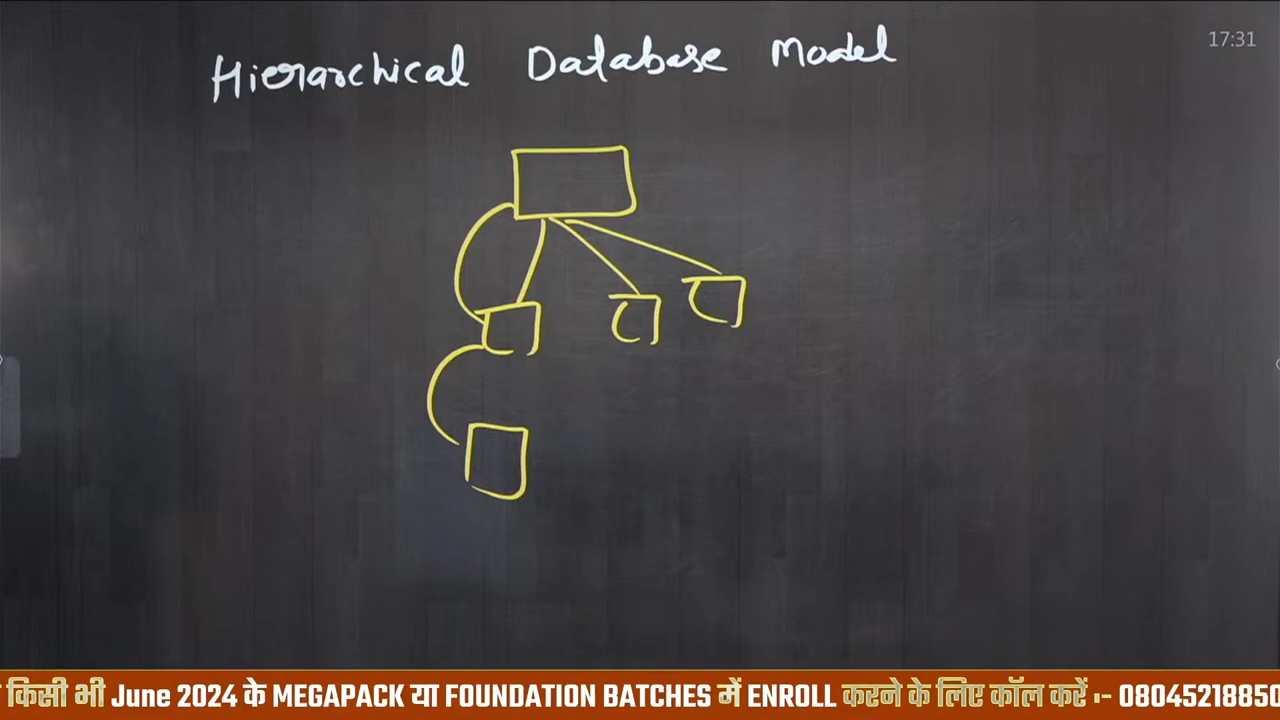 Hierarchical Database Model
17:31
किसी भी June 2024 के MEGAPACK या FOUNDATION BATCHES में ENROLL करने के लिए कॉल करें :- 08045218850